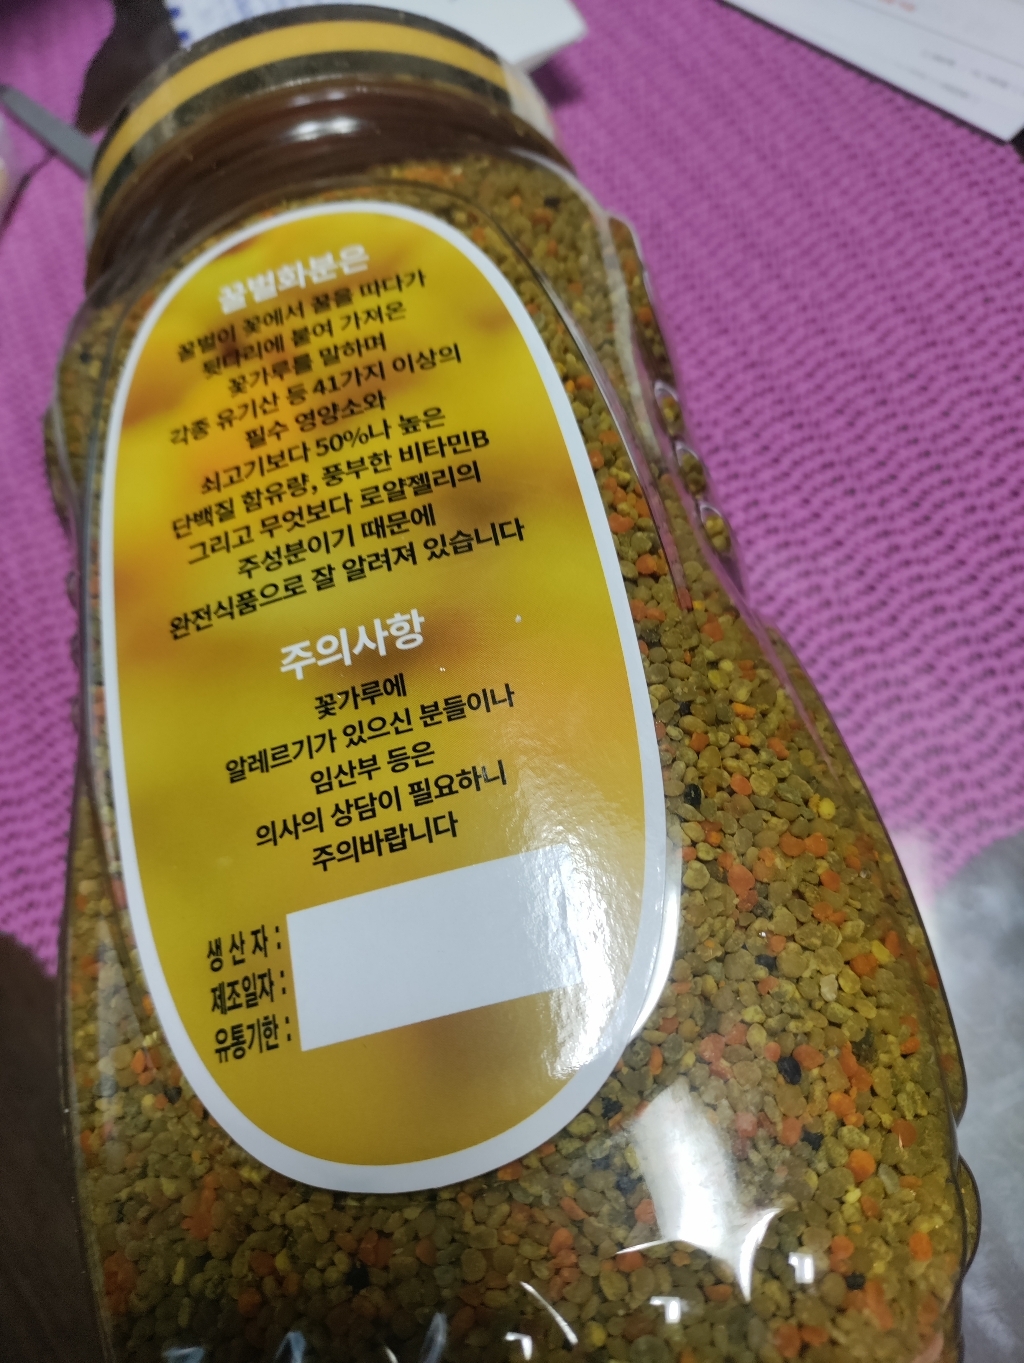 꿀벌화분은
꿀벌이 꽃에서 꿀을 따다가
뒷다리에 붙여 가져온
꽃가루를 말하며
각종 유기산 등 41가지 이상의
필수 영양소와
쇠고기보다 50%나 높은
단백질 함유량, 풍부한 비타민B
그리고 무엇보다 로얄젤리의
주성분이기 때문에
완전식품으로 잘 알려져 있습니다
주의사항
꽃가루에
알레르기가 있으신 분들이나
임산부 등은
의사의 상담이 필요하니
주의바랍니다
생 산 자 :
제조일자 :
유통기한 :